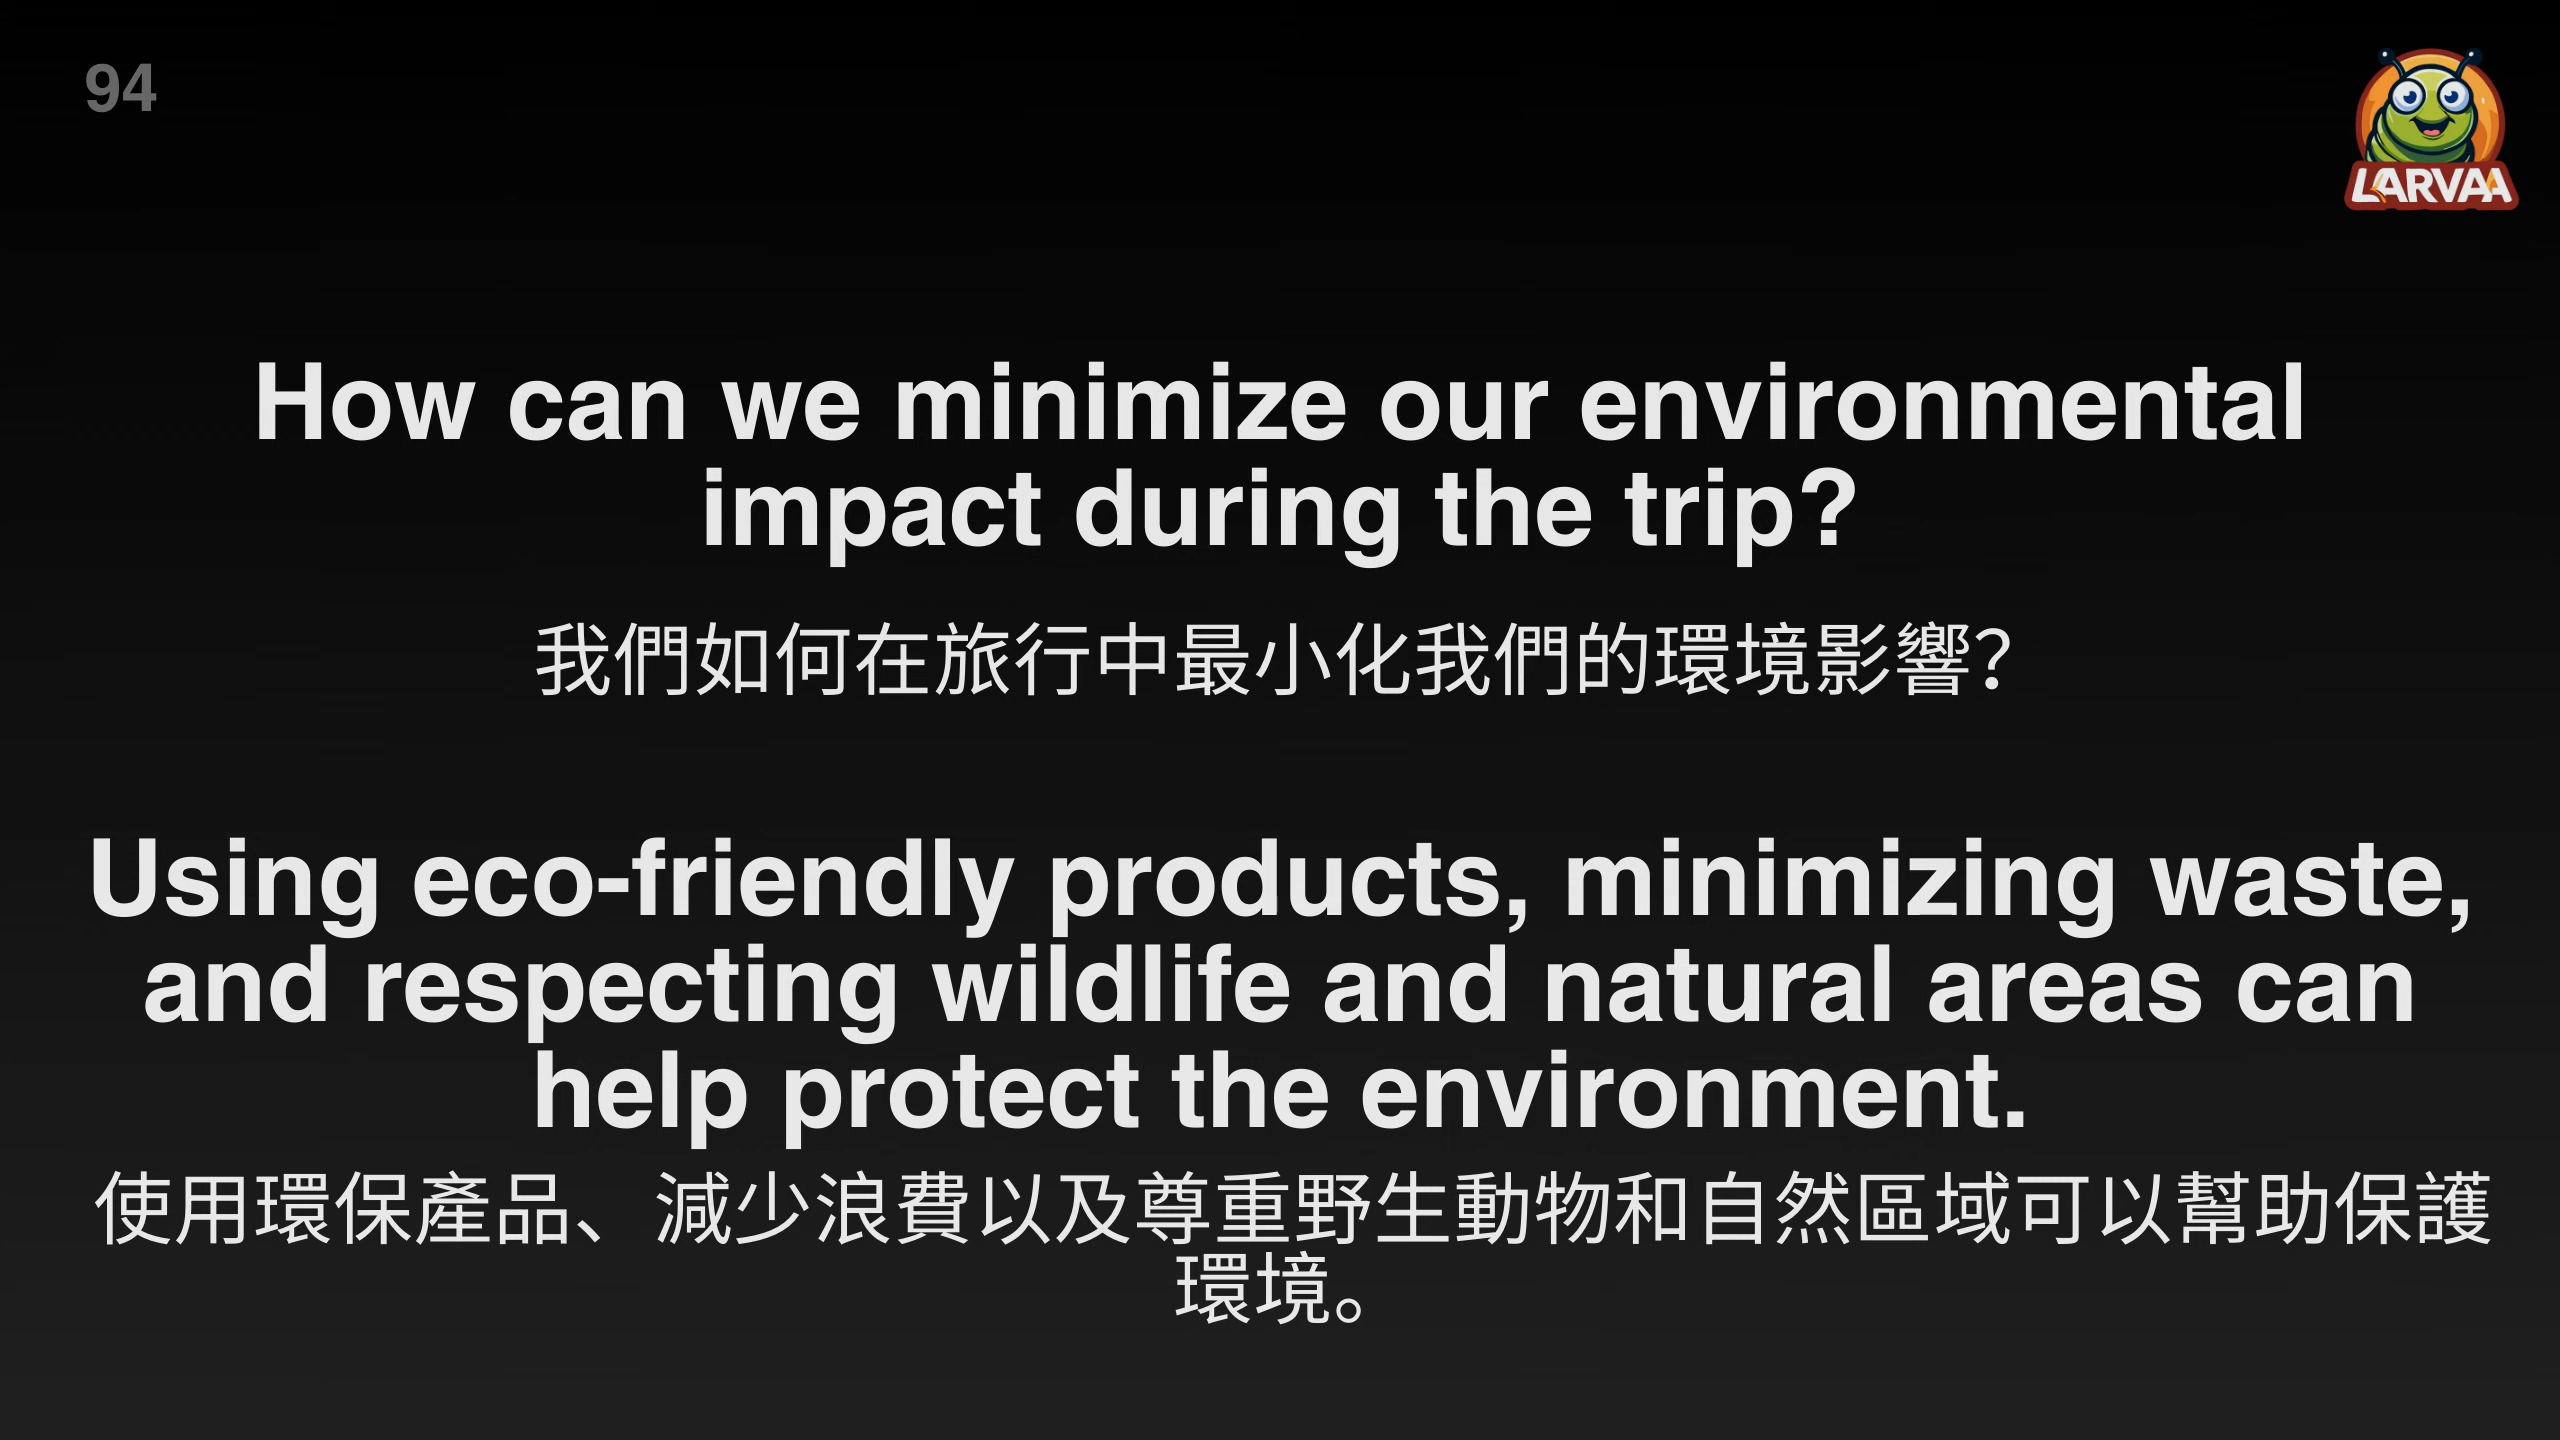 94
LARVAA
How can we minimize our environmental
impact during the trip?
我們如何在旅行中最小化我們的環境影響？
Using eco-friendly products, minimizing waste,
and respecting wildlife and natural areas can
help protect the environment.
使用環保產品、減少浪費以及尊重野生動物和自然區域可以幫助保護
環境。